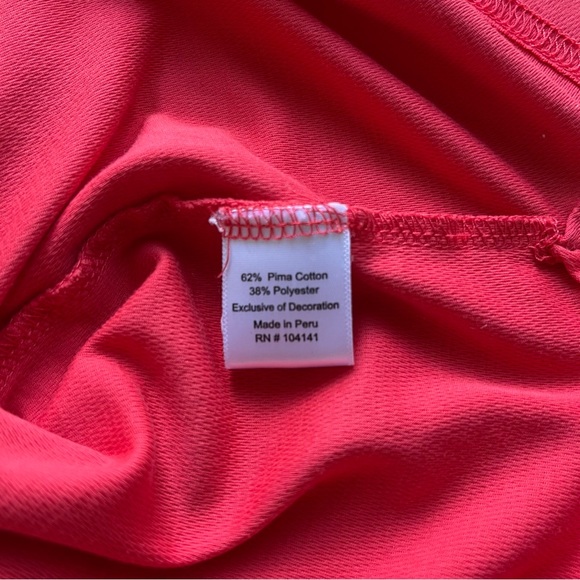 62% Pima Cotton
38% Polyester
Exclusive of Decoration
Made in Peru
RN # 104141